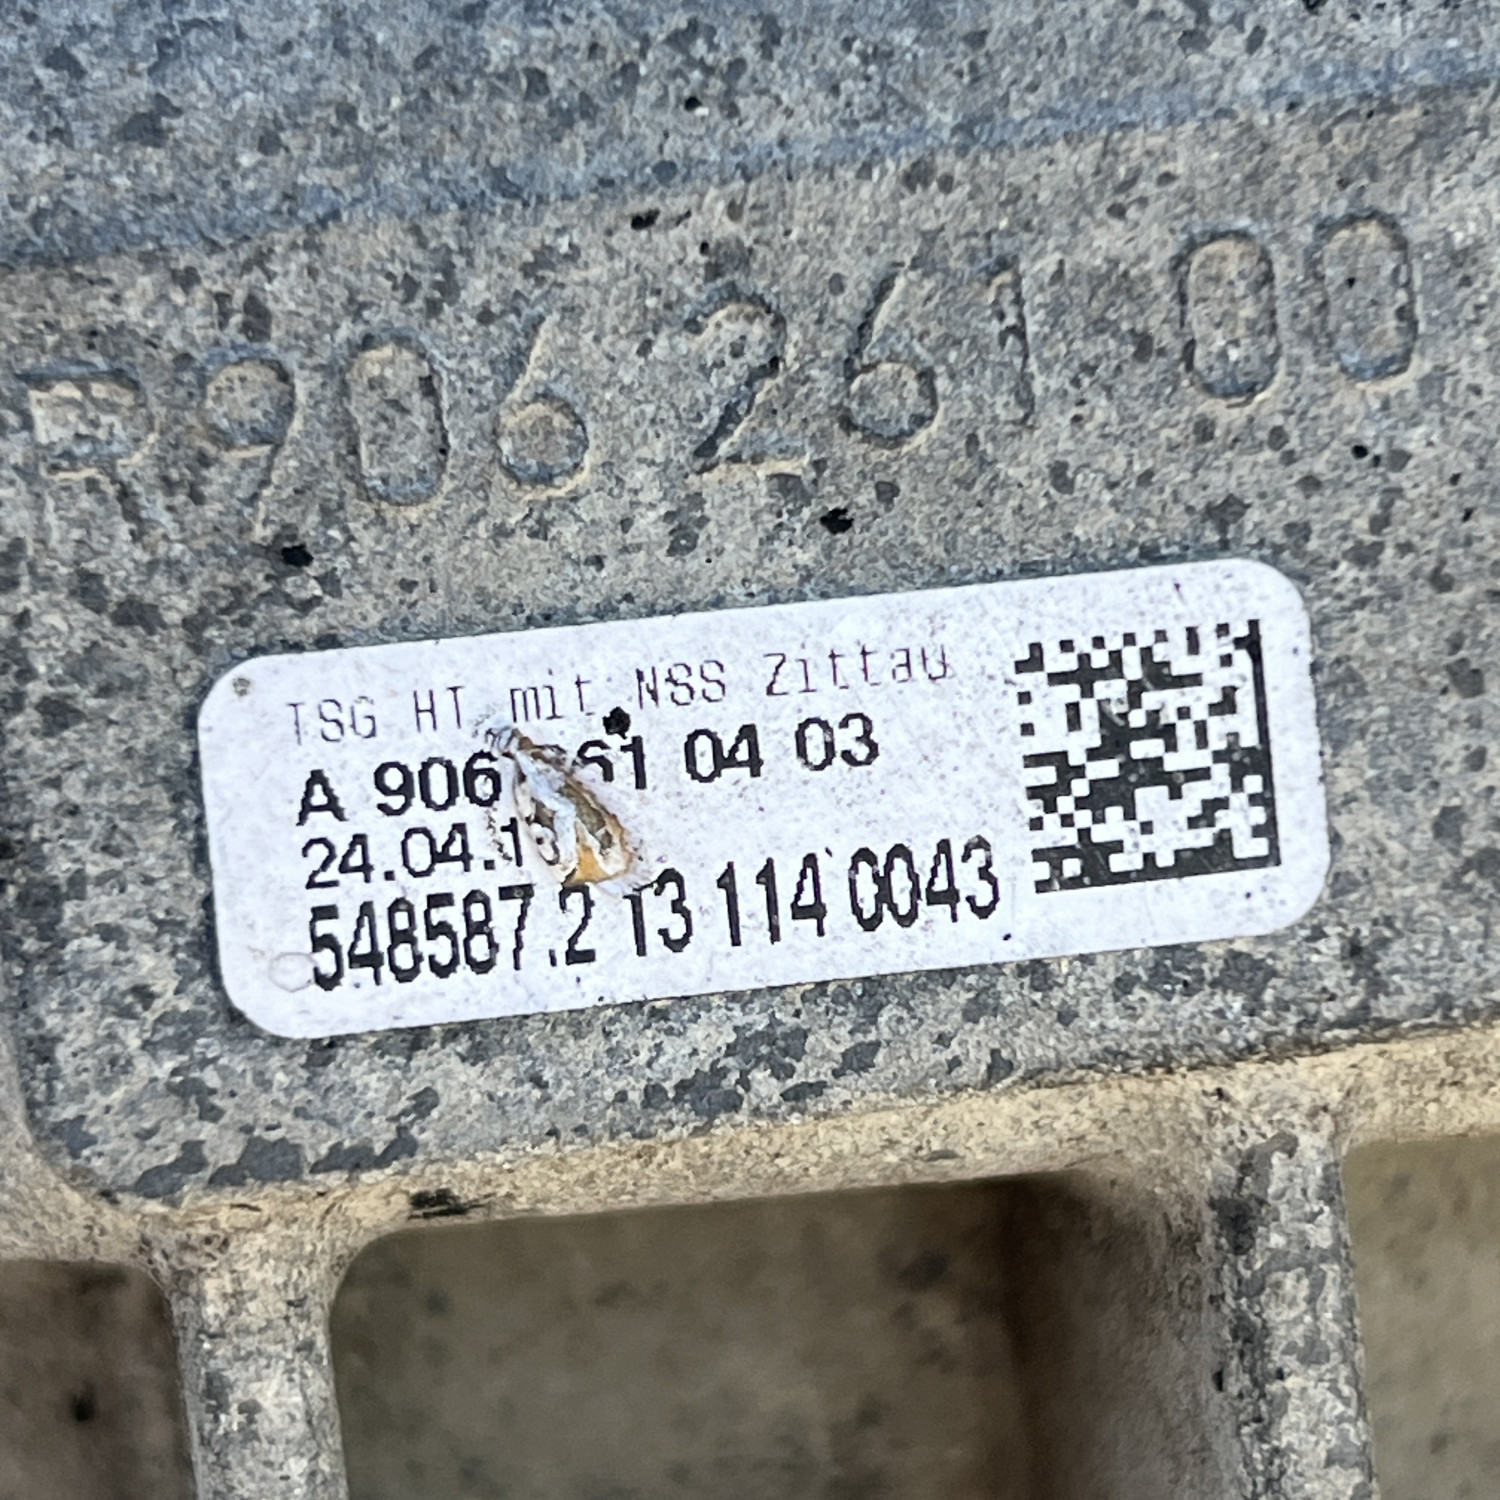 R906 261 00
TSG HT mit NSS Zittau
A 906 61 04 03
24.04.1
548587.2 13 114 0043